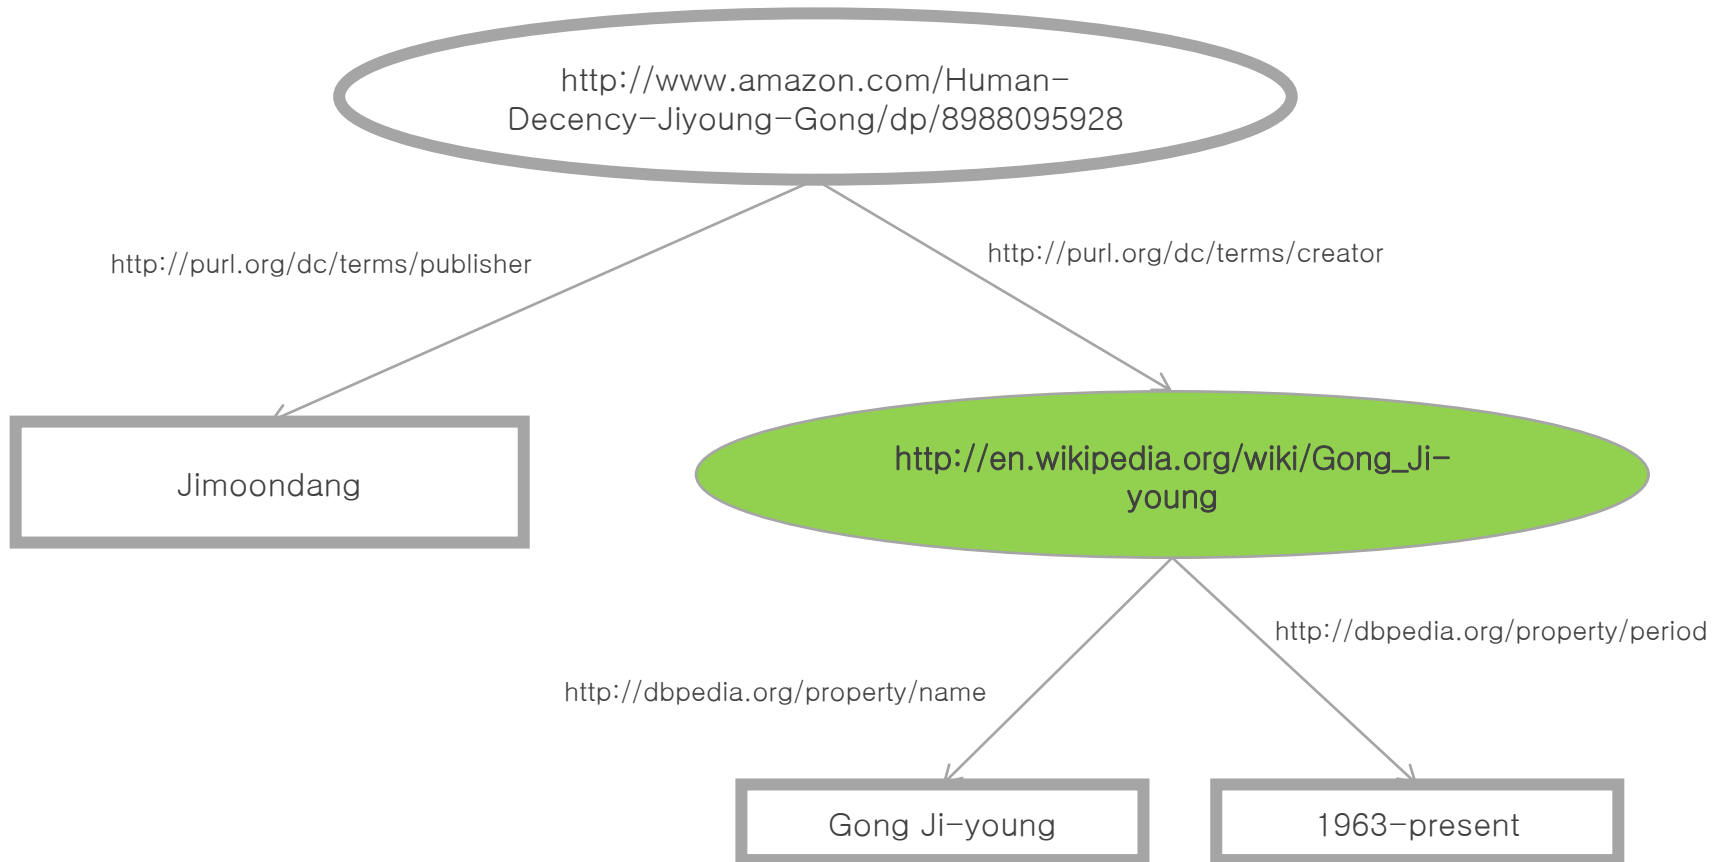 http://www.amazon.com/Human-
Decency-Jiyoung-Gong/dp/8988095928
http://purl.org/dc/terms/publisher
http://purl.org/dc/terms/creator
Jimoondang
http://en.wikipedia.org/wiki/Gong_Ji-
young
http://dbpedia.org/property/name
http://dbpedia.org/property/period
Gong Ji-young
1963-present